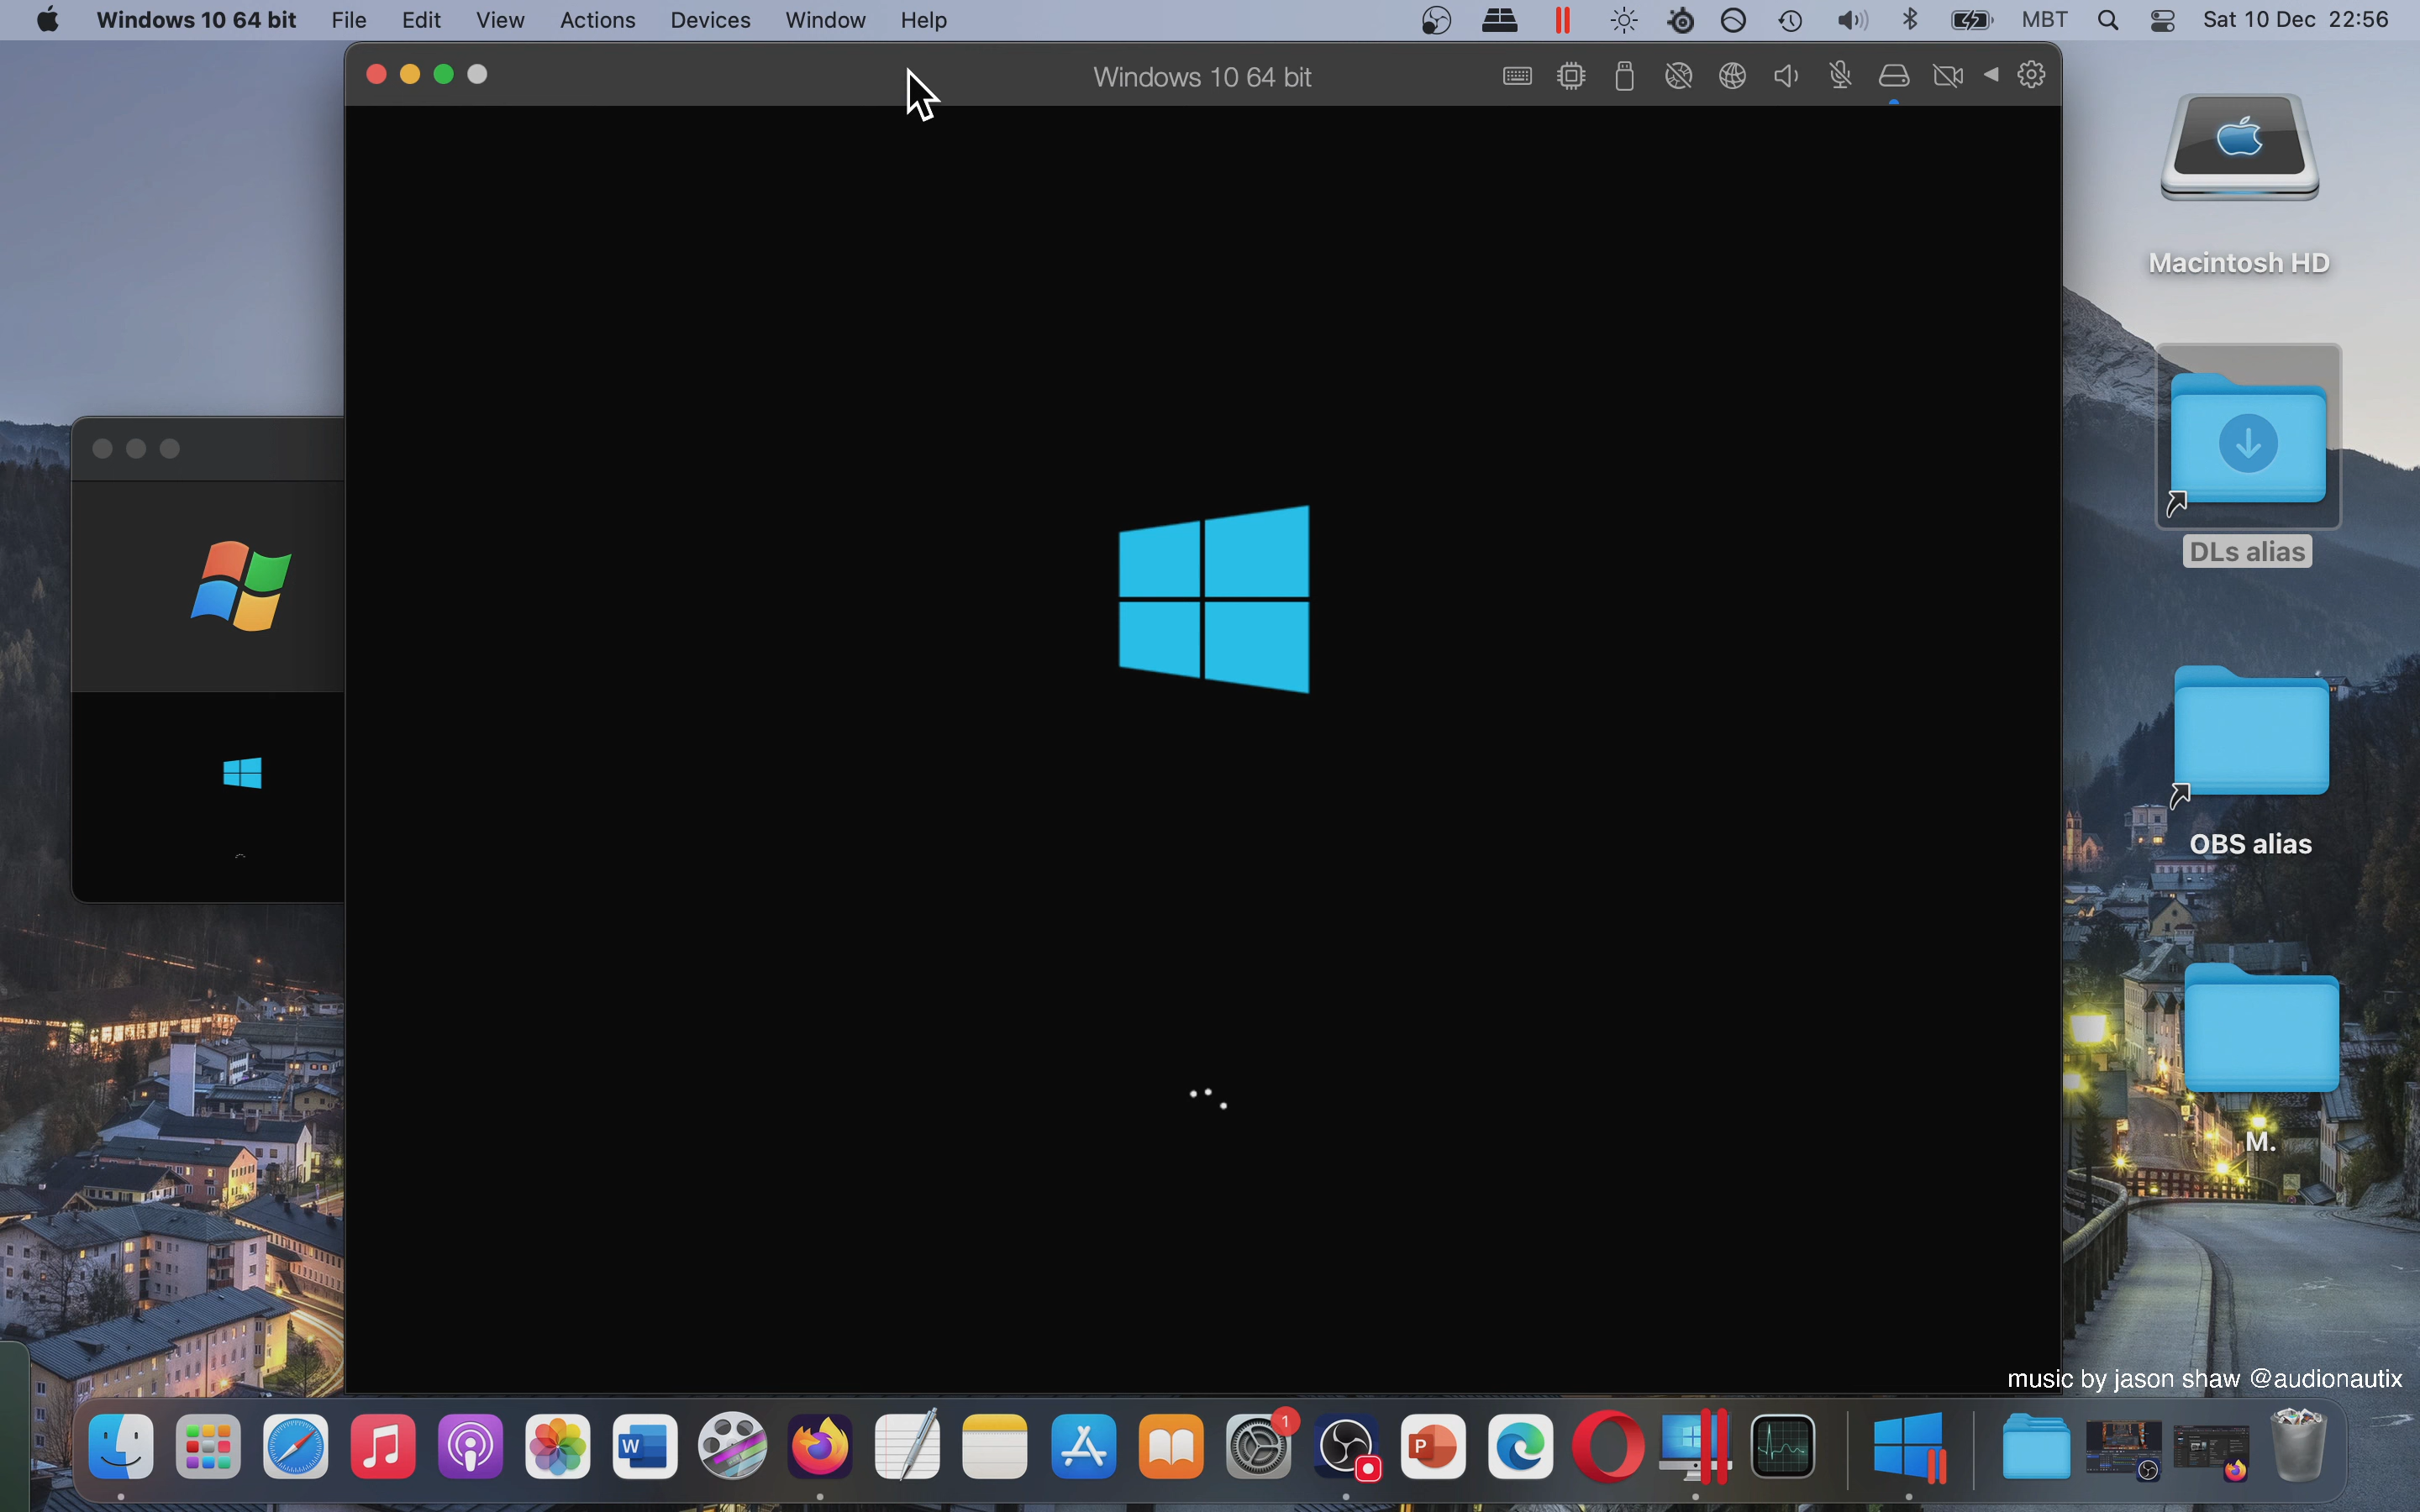 Windows 10 64 bit File Edit View Actions Devices Window Help MBT Sat 10 Dec 22:56
Windows 10 64 bit
Macintosh HD
DLs alias
OBS alias
M.
music by jason shaw @audionautix
W
1
P